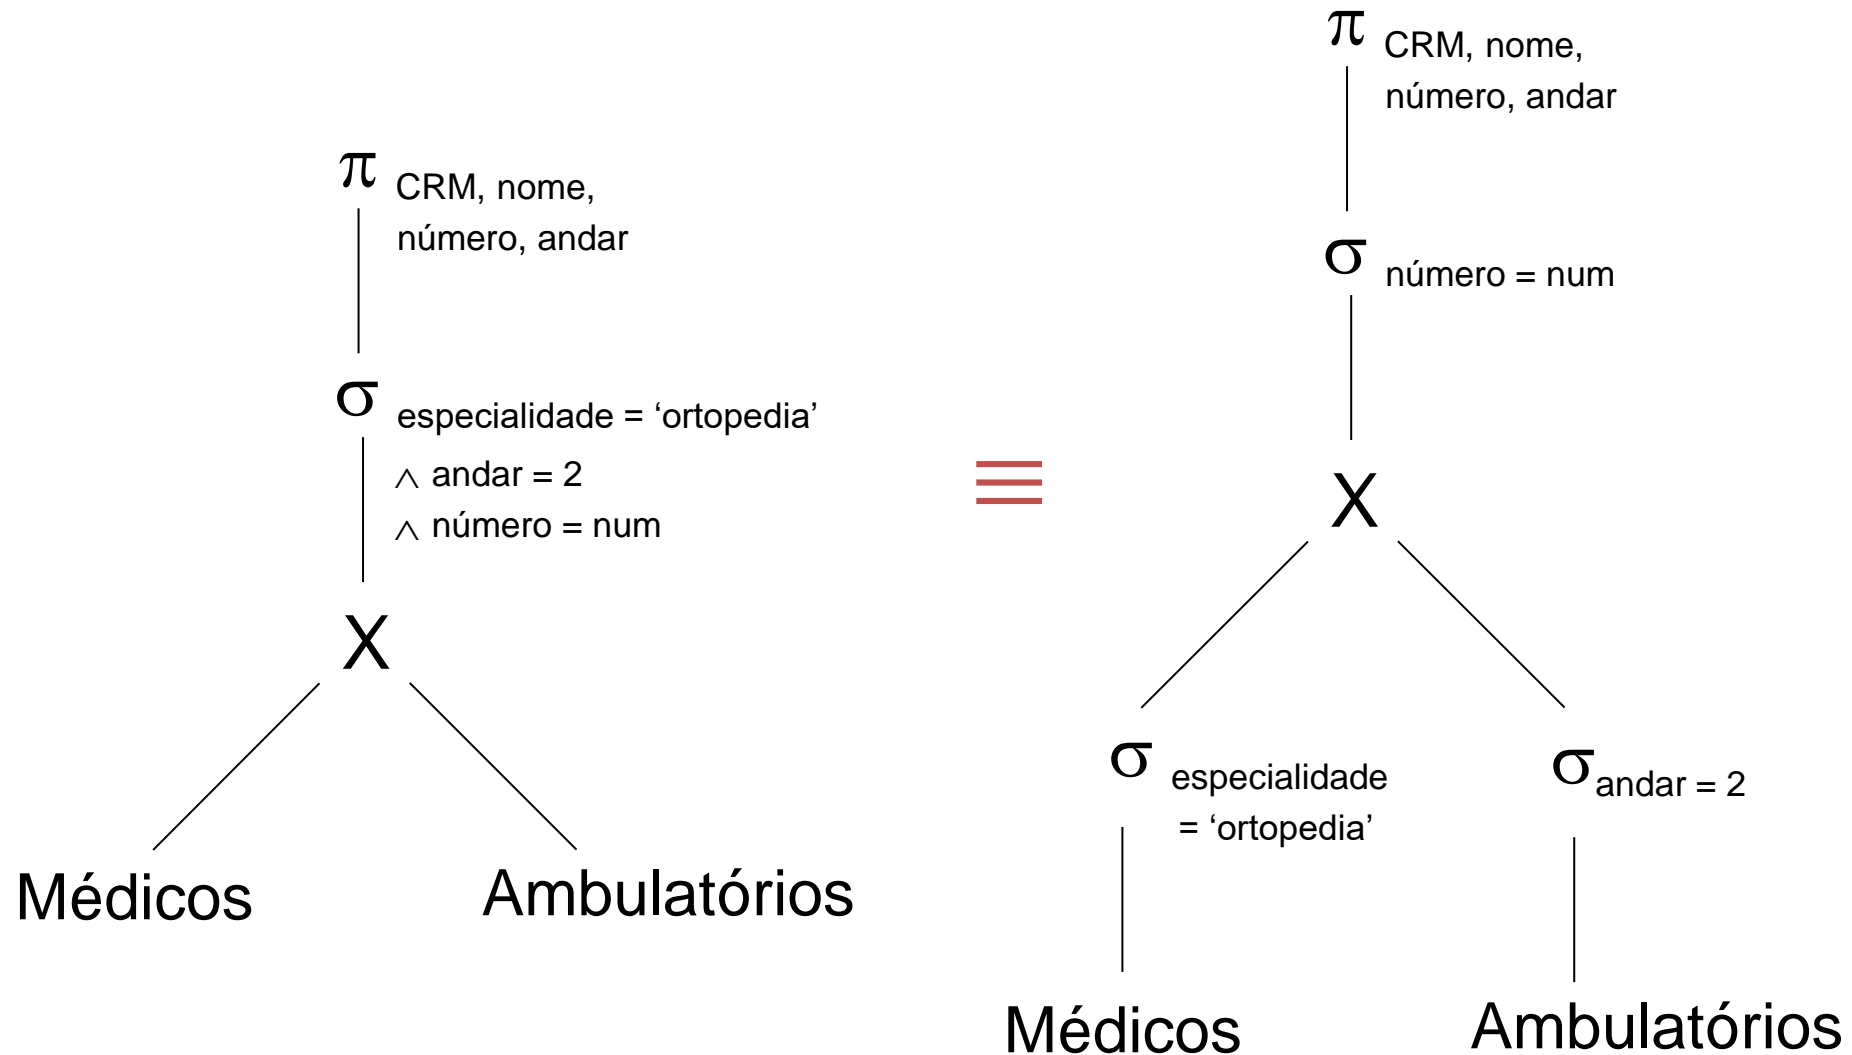 π CRM, nome,
número, andar
σ especialidade = ‘ortopedia’
∧ andar = 2
∧ número = num
X
Médicos
Ambulatórios
≡
π CRM, nome,
número, andar
σ número = num
X
σ especialidade
= ‘ortopedia’
σ andar = 2
Médicos
Ambulatórios